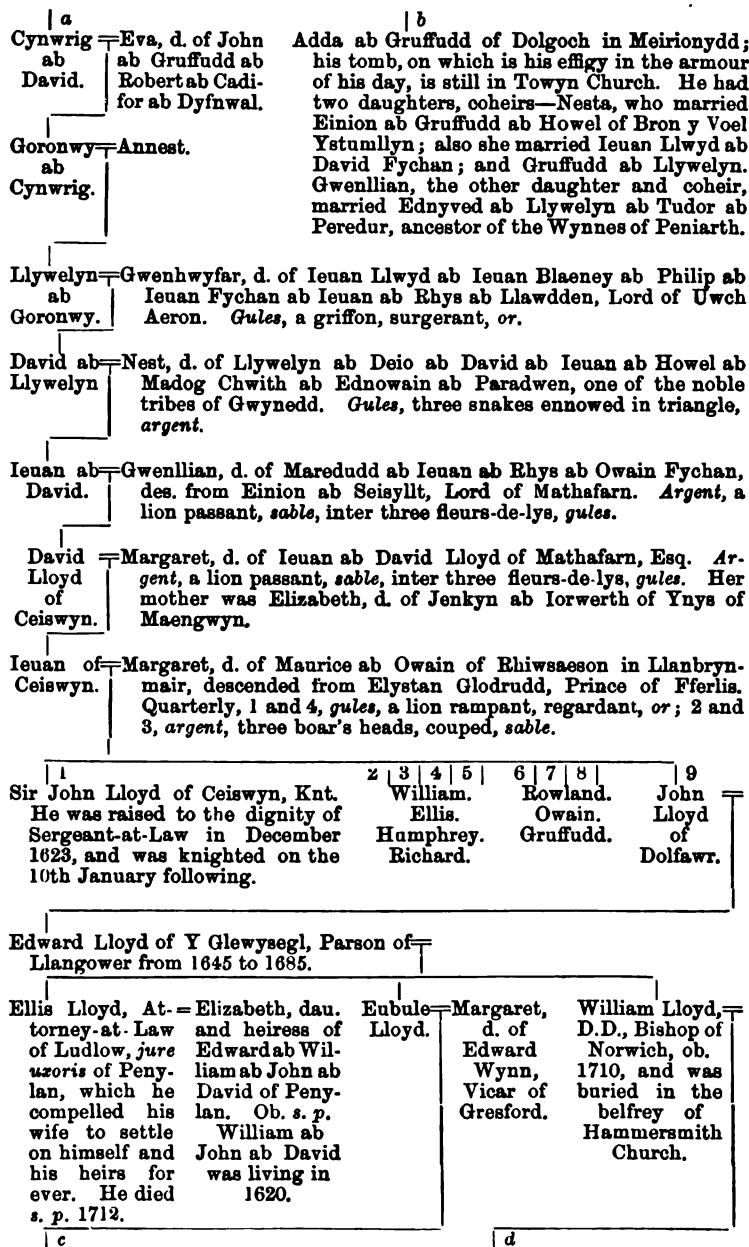 a
Cynwrig
ab
David.
Eva, d. of John
ab Gruffudd ab
Robert ab Cadi-
for ab Dyfnwal.
b
Adda ab Gruffudd of Dolgoch in Meirionydd;
his tomb, on which is his effigy in the armour
of his day, is still in Towyn Church. He had
two daughters, coheirs—Nesta, who married
Einion ab Gruffudd ab Howel of Bron y Voel
Ystumllyn; also she married Ieuan Llwyd ab
David Fychan; and Gruffudd ab Llywelyn.
Gwenllian, the other daughter and coheir,
married Ednyved ab Llywelyn ab Tudor ab
Peredur, ancestor of the Wynnes of Peniarth.
Goronwy
ab
Cynwrig.
Annest.
Llywelyn
ab
Goronwy.
Gwenhwyfar, d. of Ieuan Llwyd ab Ieuan Blaeney ab Philip ab
Ieuan Fychan ab Ieuan ab Rhys ab Llawdden, Lord of Uwch
Aeron. Gules, a griffon, surgerant, or.
David ab
Llywelyn
Nest, d. of Llywelyn ab Deio ab David ab Ieuan ab Howel ab
Madog Chwith ab Ednowain ab Paradwen, one of the noble
tribes of Gwynedd. Gules, three snakes ennowed in triangle,
argent.
Ieuan ab
David.
Gwenllian, d. of Maredudd ab Ieuan ab Rhys ab Owain Fychan,
des. from Einion ab Seisyllt, Lord of Mathafarn. Argent, a
lion passant, sable, inter three fleurs-de-lys, gules.
David
Lloyd
of
Ceiswyn.
Margaret, d. of Ieuan ab David Lloyd of Mathafarn, Esq. Ar-
gent, a lion passant, sable, inter three fleurs-de-lys, gules. Her
mother was Elizabeth, d. of Jenkyn ab Iorwerth of Ynys of
Maengwyn.
Ieuan of
Ceiswyn.
Margaret, d. of Maurice ab Owain of Rhiwsaeson in Llanbryn-
mair, descended from Elystan Glodrudd, Prince of Fferlis.
Quarterly, 1 and 4, gules, a lion rampant, regardant, or; 2 and
3, argent, three boar's heads, couped, sable.
1
Sir John Lloyd of Ceiswyn, Knt.
He was raised to the dignity of
Sergeant-at-Law in December
1623, and was knighted on the
10th January following.
2 3 4 5
William.
Ellis.
Humphrey.
Richard.
6 7 8
Rowland.
Owain.
Gruffudd.
9
John
Lloyd
of
Dolfawr.
Edward Lloyd of Y Glewysegl, Parson of
Llangower from 1645 to 1685.
Ellis Lloyd, At-
torney-at-Law
of Ludlow, jure
uxoris of Peny-
lan, which he
compelled his
wife to settle
on himself and
his heirs for
ever. He died
s. p. 1712.
= Elizabeth, dau.
and heiress of
Edward ab Wil-
liam ab John ab
David of Peny-
lan. Ob. s. p.
William ab
John ab David
was living in
1620.
Eubule
Lloyd.
Margaret,
d. of
Edward
Wynn,
Vicar of
Gresford.
William Lloyd,
D.D., Bishop of
Norwich, ob.
1710, and was
buried in the
belfrey of
Hammersmith
Church.
c
d